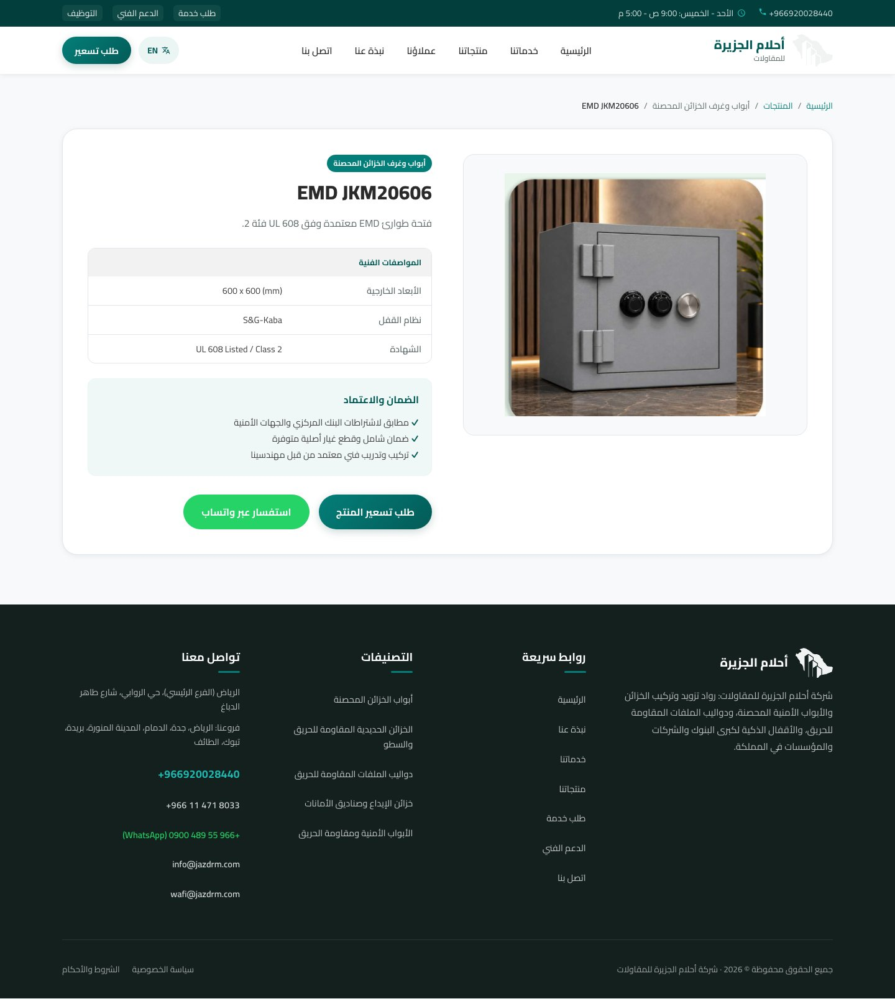 +966920028440
الأحد - الخميس: 9:00 ص - 5:00 م
طلب خدمة
الدعم الفني
التوظيف
أحلام الجزيرة
للمقاولات
الرئيسية
خدماتنا
منتجاتنا
عملاؤنا
نبذة عنا
اتصل بنا
EN
طلب تسعير
الرئيسية / المنتجات / أبواب وغرف الخزائن المحصنة / EMD JKM20606
أبواب وغرف الخزائن المحصنة
EMD JKM20606
فتحة طوارئ EMD معتمدة وفق UL 608 فئة 2.
المواصفات الفنية
الأبعاد الخارجية 600 x 600 (mm)
نظام القفل S&G-Kaba
الشهادة UL 608 Listed / Class 2
الضمان والاعتماد
مطابق لاشتراطات البنك المركزي والجهات الأمنية
ضمان شامل وقطع غيار أصلية متوفرة
تركيب وتدريب فني معتمد من قبل مهندسينا
طلب تسعير المنتج
استفسار عبر واتساب
أحلام الجزيرة
شركة أحلام الجزيرة للمقاولات: رواد تزويد وتركيب الخزائن
والأبواب الأمنية المحصنة، ودواليب الملفات المقاومة
للحريق، والأقفال الذكية لكبرى البنوك والشركات
والمؤسسات في المملكة.
روابط سريعة
الرئيسية
نبذة عنا
خدماتنا
منتجاتنا
طلب خدمة
الدعم الفني
اتصل بنا
التصنيفات
أبواب الخزائن المحصنة
الخزائن الحديدية المقاومة للحريق
والسطو
دواليب الملفات المقاومة للحريق
خزائن الإيداع وصناديق الأمانات
الأبواب الأمنية ومقاومة الحريق
تواصل معنا
الرياض (الفرع الرئيسي)، حي الروابي، شارع طاهر
الدباغ
فروعنا: الرياض، جدة، الدمام، المدينة المنورة، بريدة،
تبوك، الطائف
+966920028440
+966 11 471 8033
+966 55 489 0900 (WhatsApp)
info@jazdrm.com
wafi@jazdrm.com
جميع الحقوق محفوظة © 2026 · شركة أحلام الجزيرة للمقاولات
سياسة الخصوصية
الشروط والأحكام